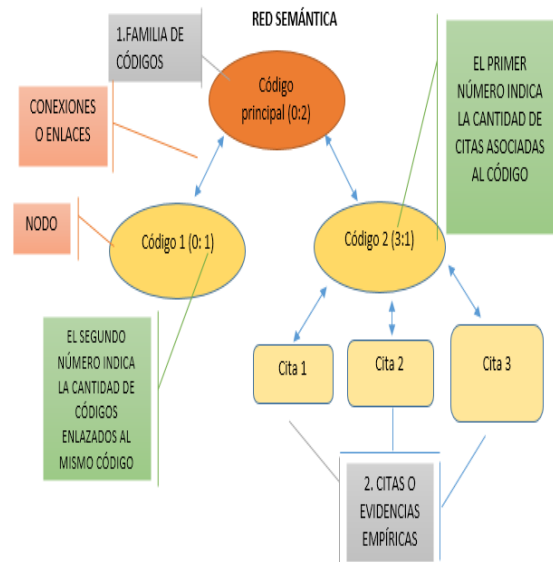 RED SEMÁNTICA
1.FAMILIA DE
CÓDIGOS
Código
principal (0:2)
EL PRIMER
NÚMERO INDICA
LA CANTIDAD DE
CITAS ASOCIADAS
AL CÓDIGO
CONEXIONES
O ENLACES
NODO
Código 1 (0: 1)
Código 2 (3:1)
EL SEGUNDO
NÚMERO INDICA
LA CANTIDAD DE
CÓDIGOS
ENLAZADOS AL
MISMO CÓDIGO
Cita 1
Cita 2
Cita 3
2. CITAS O
EVIDENCIAS
EMPÍRICAS